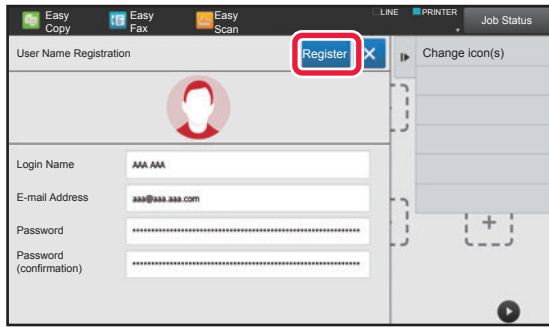 Easy Copy
Easy Fax
Easy Scan
LINE
PRINTER
Job Status
User Name Registration
Register
Change icon(s)
Login Name
AAA AAA
E-mail Address
aaa@aaa.aaa.com
Password
Password
(confirmation)